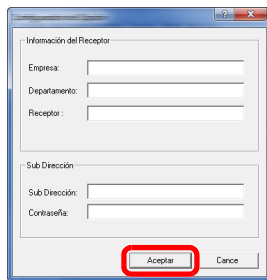 Información del Receptor
Empresa:
Departamento:
Receptor :
Sub Dirección
Sub Dirección:
Contraseña:
Aceptar
Cance